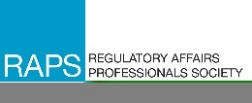 RAPS REGULATORY AFFAIRS
PROFESSIONALS SOCIETY